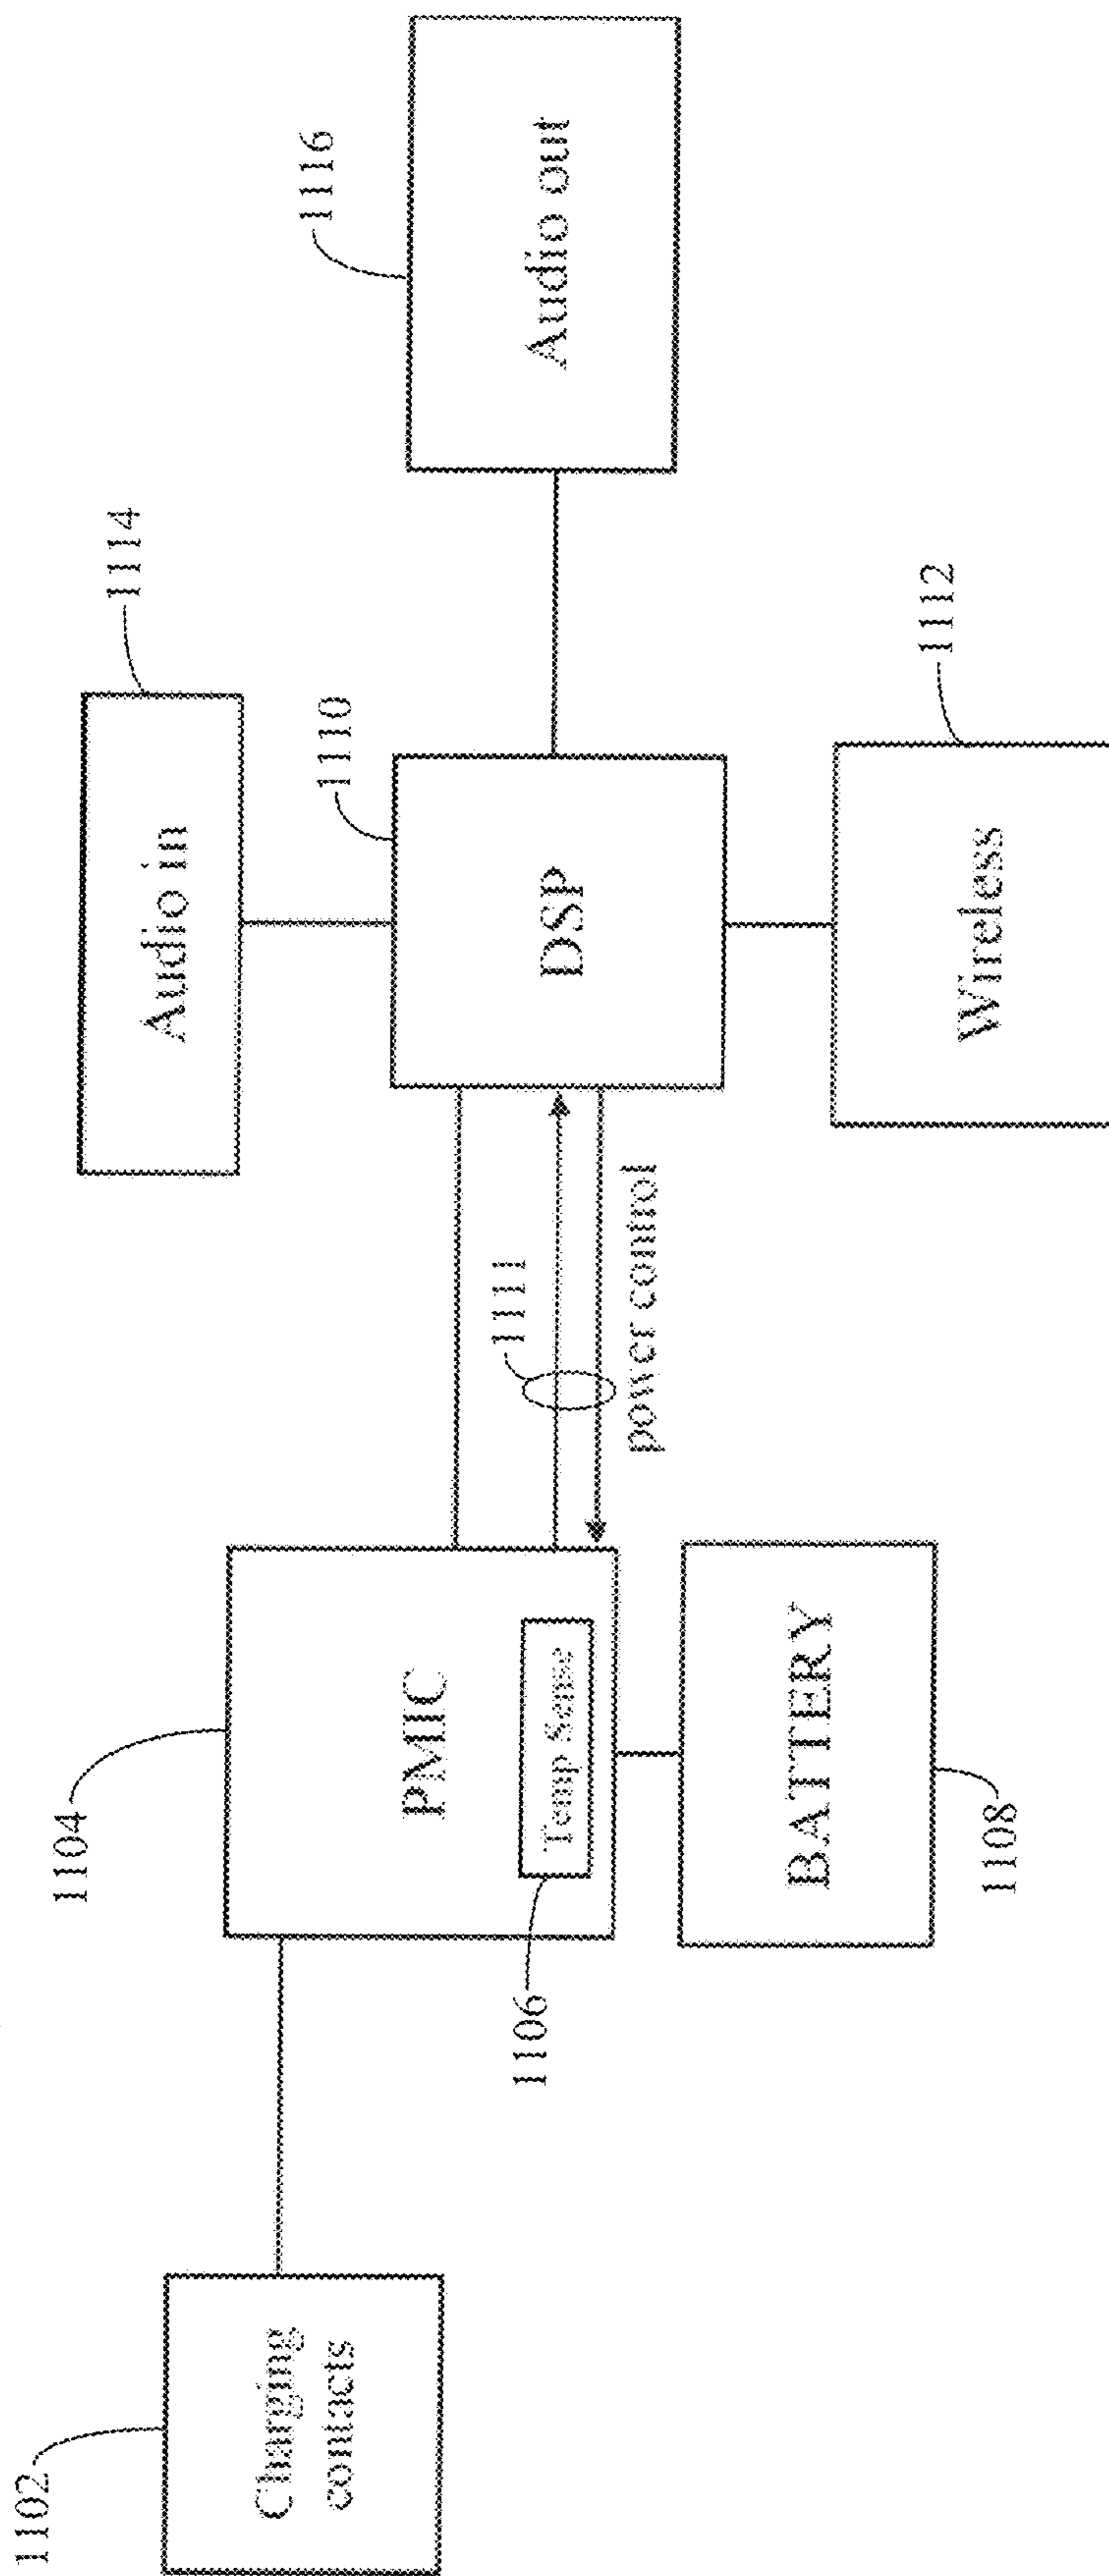 1102
Charging
contacts
1104
PMIC
1106
Temp Sense
BATTERY
1108
1111
power control
1114
Audio in
1110
DSP
Wireless
1112
1116
Audio out